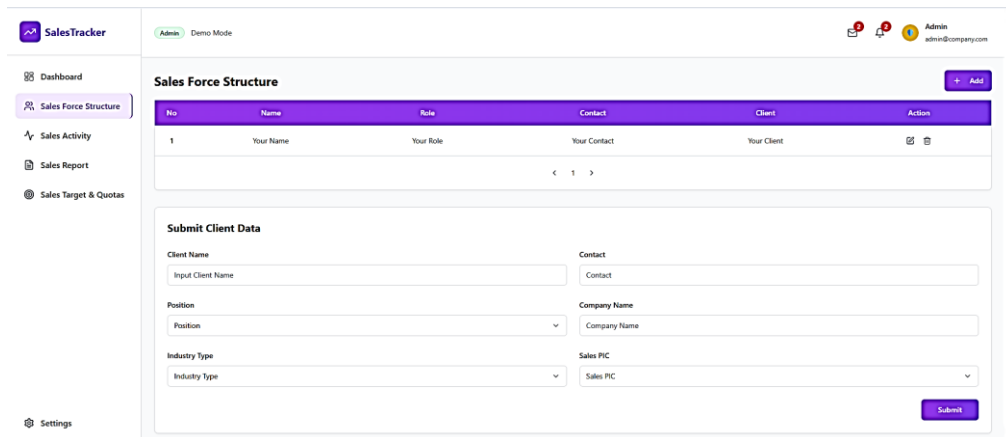 SalesTracker
Admin Demo Mode
2
2
Admin
admin@company.com
Dashboard
Sales Force Structure
Sales Activity
Sales Report
Sales Target & Quotas
Settings
Sales Force Structure
+ Add
No Name Role Contact Client Action
1 Your Name Your Role Your Contact Your Client
< 1 >
Submit Client Data
Client Name Contact
Input Client Name Contact
Position Company Name
Position Company Name
Industry Type Sales PIC
Industry Type Sales PIC
Submit